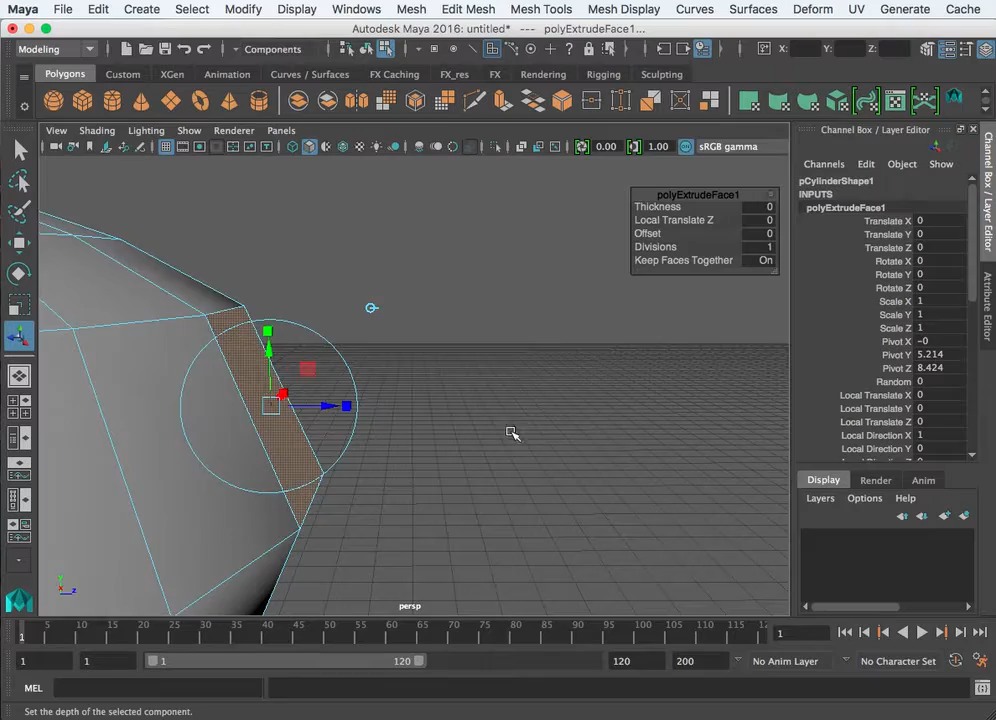 Maya File Edit Create Select Modify Display Windows Mesh Edit Mesh Mesh Tools Mesh Display Curves Surfaces Deform UV Generate Cache
Autodesk Maya 2016: untitled* --- polyExtrudeFace1...
Modeling Components X: Y: Z:
Polygons Custom XGen Animation Curves / Surfaces FX Caching FX_res FX Rendering Rigging Sculpting
View Shading Lighting Show Renderer Panels
0.00 1.00 sRGB gamma
polyExtrudeFace1
Thickness 0
Local Translate Z 0
Offset 0
Divisions 1
Keep Faces Together On
y
x
z
persp
Channel Box / Layer Editor
Channels Edit Object Show
pCylinderShape1
INPUTS
polyExtrudeFace1
Translate X 0
Translate Y 0
Translate Z 0
Rotate X 0
Rotate Y 0
Rotate Z 0
Scale X 1
Scale Y 1
Scale Z 1
Pivot X -0
Pivot Y 5.214
Pivot Z 8.424
Random 0
Local Translate X 0
Local Translate Y 0
Local Translate Z 0
Local Direction X 1
Local Direction Y 0
Display Render Anim
Layers Options Help
Channel Box / Layer Editor
Attribute Editor
1 5 10 15 20 25 30 35 40 45 50 55 60 65 70 75 80 85 90 95 100 105 110 115 12 1
1 1 1 120 120 200 No Anim Layer No Character Set
MEL
Set the depth of the selected component.